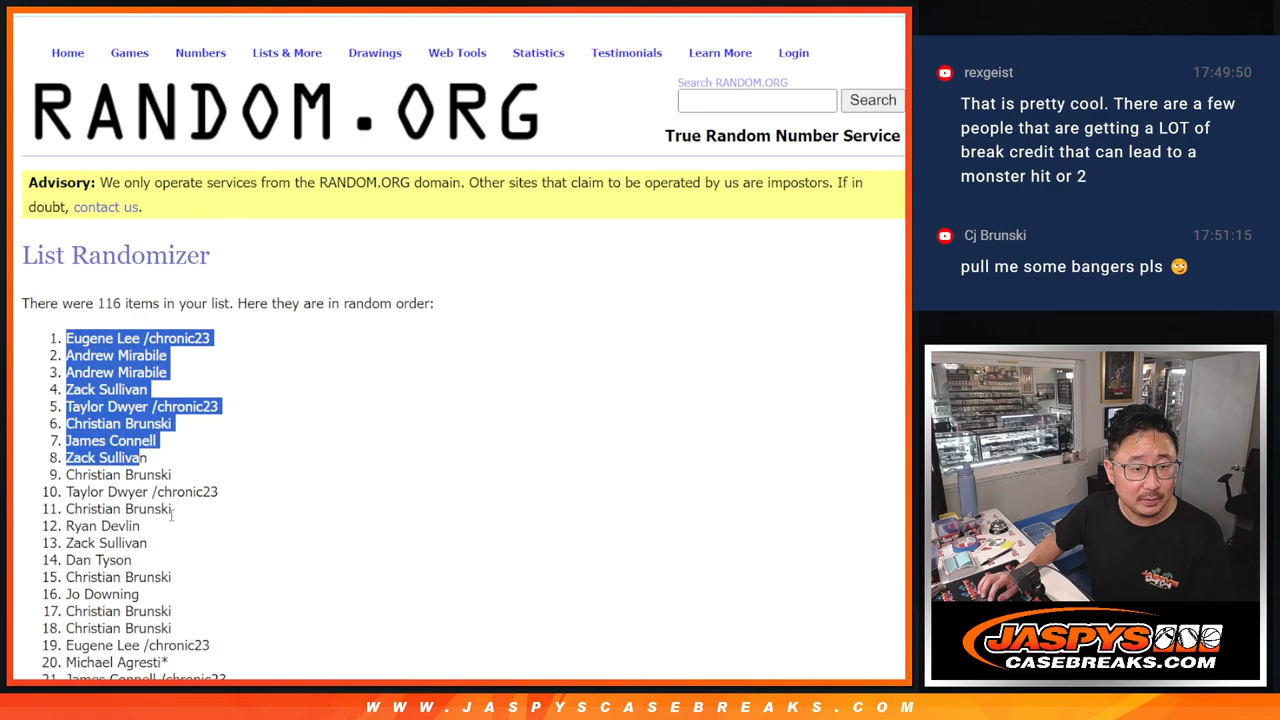 Home Games Numbers Lists & More Drawings Web Tools Statistics Testimonials Learn More Login
RANDOM.ORG
Search RANDOM.ORG
Search
True Random Number Service
Advisory: We only operate services from the RANDOM.ORG domain. Other sites that claim to be operated by us are impostors. If in
doubt, contact us.
List Randomizer
There were 116 items in your list. Here they are in random order:
1. Eugene Lee /chronic23
2. Andrew Mirabile
3. Andrew Mirabile
4. Zack Sullivan
5. Taylor Dwyer /chronic23
6. Christian Brunski
7. James Connell
8. Zack Sullivan
9. Christian Brunski
10. Taylor Dwyer /chronic23
11. Christian Brunski
12. Ryan Devlin
13. Zack Sullivan
14. Dan Tyson
15. Christian Brunski
16. Jo Downing
17. Christian Brunski
18. Christian Brunski
19. Eugene Lee /chronic23
20. Michael Agresti*
21. James Connell /chronic23
rexgeist 17:49:50
That is pretty cool. There are a few
people that are getting a LOT of
break credit that can lead to a
monster hit or 2
Cj Brunski 17:51:15
pull me some bangers pls 🙄
JASPYS
CASEBREAKS.COM
WWW.JASPYSCASEBREAKS.COM